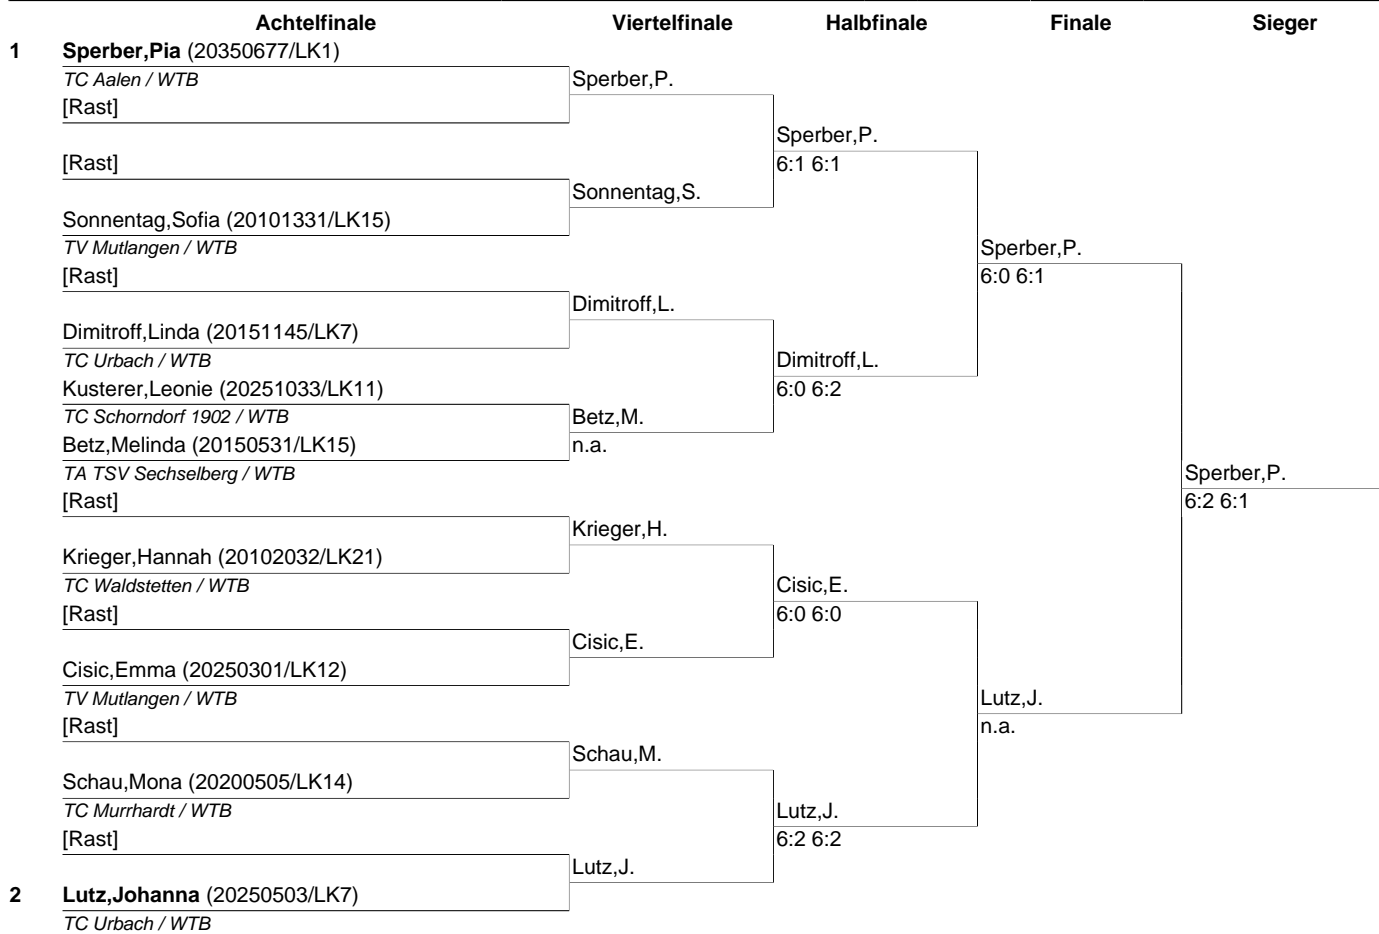 Achtelfinale Viertelfinale Halbfinale Finale Sieger
1 Sperber,Pia (20350677/LK1)
TC Aalen / WTB Sperber,P.
[Rast]
Sperber,P.
[Rast] 6:1 6:1
Sonnentag,S.
Sonnentag,Sofia (20101331/LK15)
TV Mutlangen / WTB Sperber,P.
[Rast] 6:0 6:1
Dimitroff,L.
Dimitroff,Linda (20151145/LK7)
TC Urbach / WTB Dimitroff,L.
Kusterer,Leonie (20251033/LK11) 6:0 6:2
TC Schorndorf 1902 / WTB Betz,M.
Betz,Melinda (20150531/LK15) n.a.
TA TSV Sechselberg / WTB Sperber,P.
[Rast] 6:2 6:1
Krieger,H.
Krieger,Hannah (20102032/LK21)
TC Waldstetten / WTB Cisic,E.
[Rast] 6:0 6:0
Cisic,E.
Cisic,Emma (20250301/LK12)
TV Mutlangen / WTB Lutz,J.
[Rast] n.a.
Schau,M.
Schau,Mona (20200505/LK14)
TC Murrhardt / WTB Lutz,J.
[Rast] 6:2 6:2
Lutz,J.
2 Lutz,Johanna (20250503/LK7)
TC Urbach / WTB